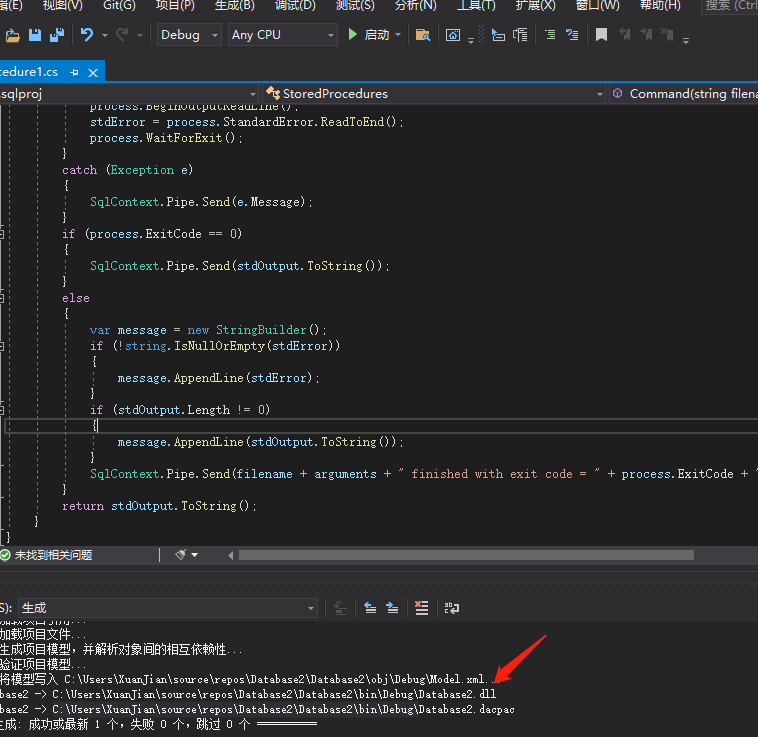 辑(E) 视图(V) Git(G) 项目(P) 生成(B) 调试(D) 测试(S) 分析(N) 工具(T) 扩展(X) 窗口(W) 帮助(H) 搜索 (Ctrl
Debug Any CPU 启动
cedure1.cs
.sqlproj StoredProcedures Command(string filena
process.BeginOutputReadLine();
stdError = process.StandardError.ReadToEnd();
process.WaitForExit();
}
catch (Exception e)
{
SqlContext.Pipe.Send(e.Message);
}
if (process.ExitCode == 0)
{
SqlContext.Pipe.Send(stdOutput.ToString());
}
else
{
var message = new StringBuilder();
if (!string.IsNullOrEmpty(stdError))
{
message.AppendLine(stdError);
}
if (stdOutput.Length != 0)
{
message.AppendLine(stdOutput.ToString());
}
SqlContext.Pipe.Send(filename + arguments + " finished with exit code = " + process.ExitCode + "
}
return stdOutput.ToString();
}
}
未找到相关问题
S): 生成
加载项目引用...
加载项目文件...
生成项目模型，并解析对象间的相互依赖性...
验证项目模型...
将模型写入 C:\Users\XuanJian\source\repos\Database2\Database2\obj\Debug\Model.xml...
base2 -> C:\Users\XuanJian\source\repos\Database2\Database2\bin\Debug\Database2.dll
base2 -> C:\Users\XuanJian\source\repos\Database2\Database2\bin\Debug\Database2.dacpac
生成: 成功或最新 1 个，失败 0 个，跳过 0 个 ==========